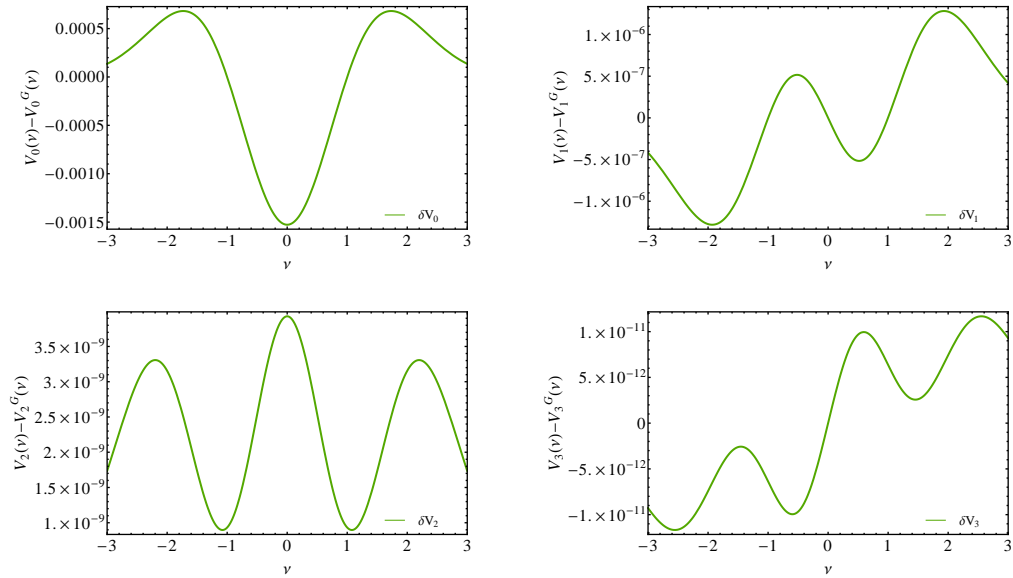 V₀(ν)−V₀ᴳ(ν)
0.0005
0.0000
−0.0005
−0.0010
−0.0015
−3 −2 −1 0 1 2 3
ν
δV₀
V₁(ν)−V₁ᴳ(ν)
1.×10⁻⁶
5.×10⁻⁷
0
−5.×10⁻⁷
−1.×10⁻⁶
−3 −2 −1 0 1 2 3
ν
δV₁
V₂(ν)−V₂ᴳ(ν)
3.5×10⁻⁹
3.×10⁻⁹
2.5×10⁻⁹
2.×10⁻⁹
1.5×10⁻⁹
1.×10⁻⁹
−3 −2 −1 0 1 2 3
ν
δV₂
V₃(ν)−V₃ᴳ(ν)
1.×10⁻¹¹
5.×10⁻¹²
0
−5.×10⁻¹²
−1.×10⁻¹¹
−3 −2 −1 0 1 2 3
ν
δV₃